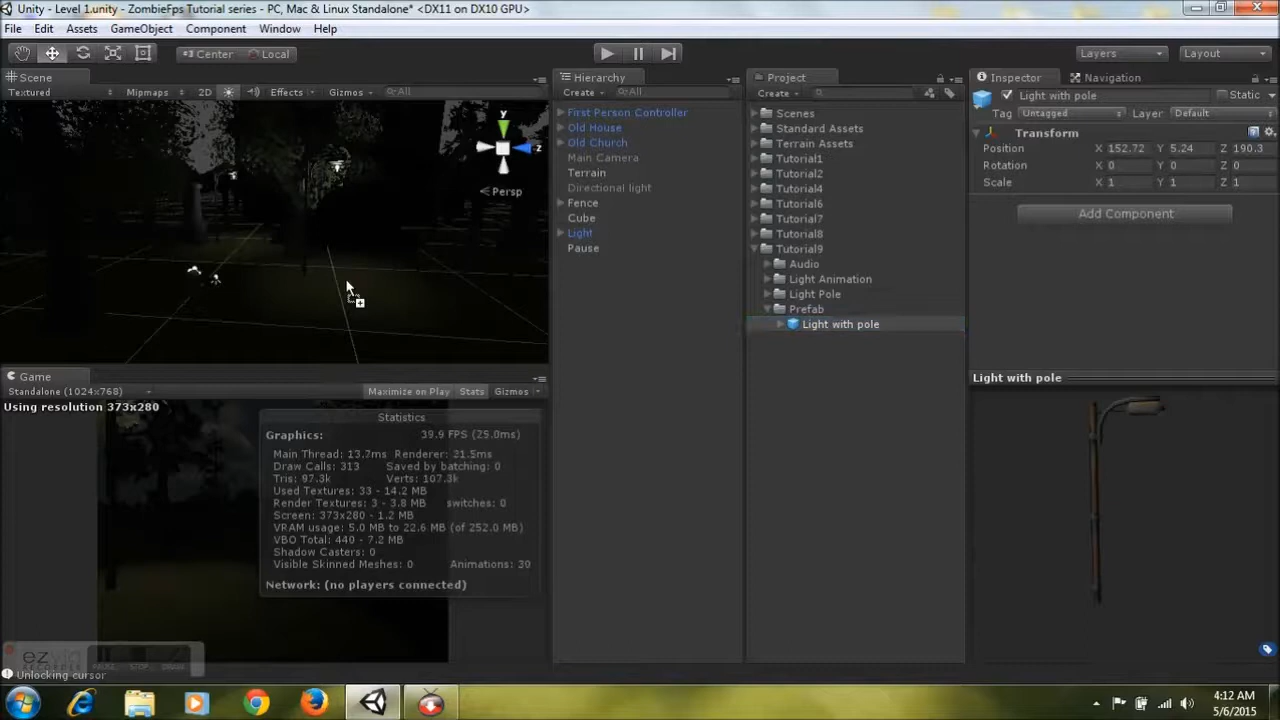 Unity - Level 1.unity - ZombieFps Tutorial series - PC, Mac & Linux Standalone* <DX11 on DX10 GPU>
File Edit Assets GameObject Component Window Help
Center Local Layers Layout
Scene
Textured Mipmaps 2D Effects Gizmos All
y
z
Persp
Game
Standalone (1024x768) Maximize on Play Stats Gizmos
Using resolution 373x280
Statistics
Graphics: 39.9 FPS (25.0ms)
Main Thread: 13.7ms Renderer: 31.5ms
Draw Calls: 313 Saved by batching: 0
Tris: 97.3k Verts: 107.3k
Used Textures: 33 - 14.2 MB
Render Textures: 3 - 3.8 MB switches: 0
Screen: 373x280 - 1.2 MB
VRAM usage: 5.0 MB to 22.6 MB (of 252.0 MB)
VBO Total: 440 - 7.2 MB
Shadow Casters: 0
Visible Skinned Meshes: 0 Animations: 30
Network: (no players connected)
Unlocking cursor
Hierarchy
Create All
First Person Controller
Old House
Old Church
Main Camera
Terrain
Directional light
Fence
Cube
Light
Pause
Project
Create
Scenes
Standard Assets
Terrain Assets
Tutorial1
Tutorial2
Tutorial4
Tutorial6
Tutorial7
Tutorial8
Tutorial9
Audio
Light Animation
Light Pole
Prefab
Light with pole
Inspector Navigation
Light with pole Static
Tag Untagged Layer Default
Transform
Position X 152.72 Y 5.24 Z 190.3
Rotation X 0 Y 0 Z 0
Scale X 1 Y 1 Z 1
Add Component
Light with pole
ezvid
RECORDER PAUSE STOP DRAW
4:12 AM
5/6/2015